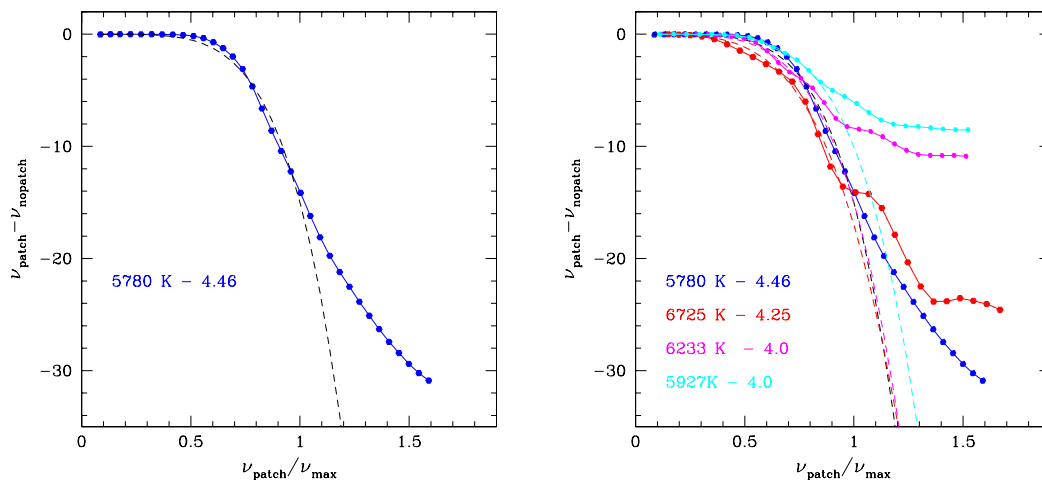 0
−10
−20
−30
ν_patch − ν_nopatch
5780 K − 4.46
0
0.5
1
1.5
ν_patch/ν_max
0
−10
−20
−30
ν_patch − ν_nopatch
5780 K − 4.46
6725 K − 4.25
6233 K − 4.0
5927K − 4.0
0
0.5
1
1.5
ν_patch/ν_max